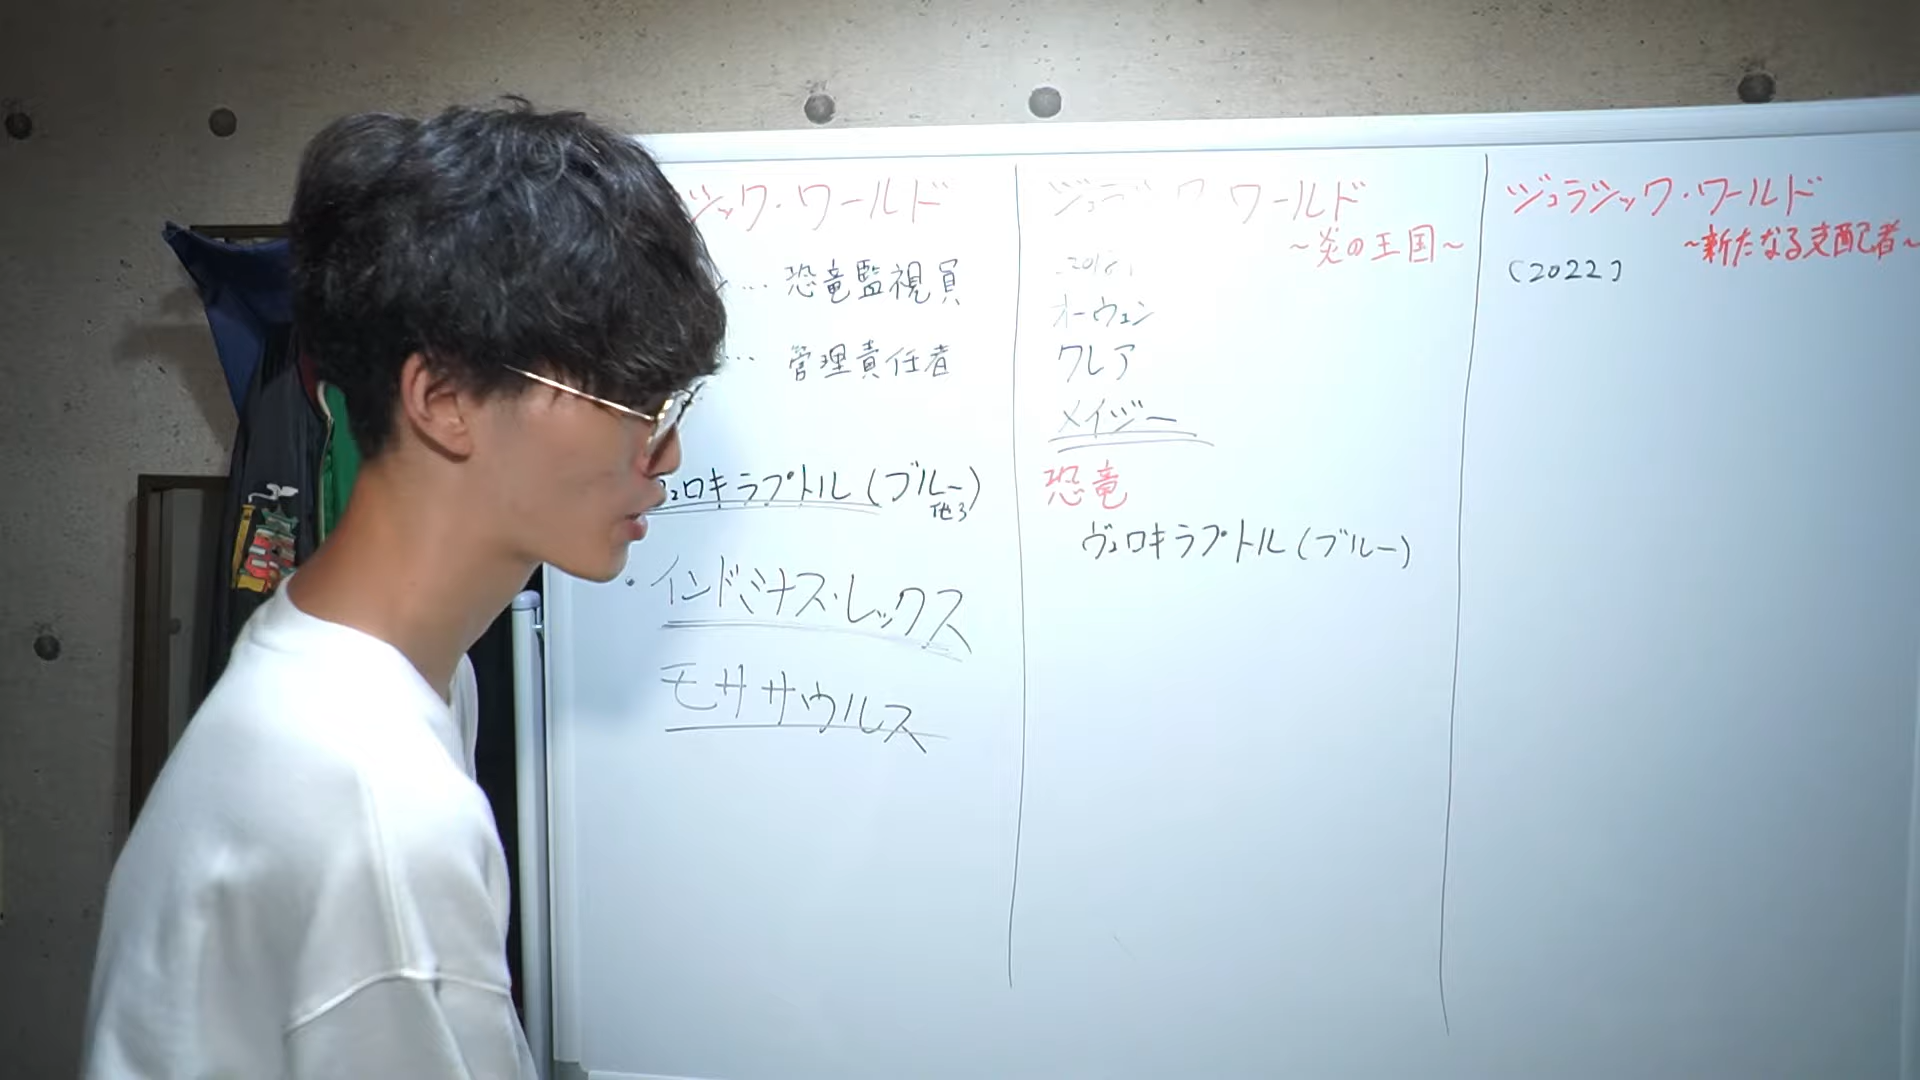 シック・ワールド
… 恐竜監視員
… 管理責任者
ェロキラプトル(ブルー)
他3
・インドミナス・レックス
モササウルス
ジュラシ ク ワールド
~炎の王国~
オーウェン
クレア
メイジー
恐竜
ヴェロキラプトル(ブルー)
ジュラシック・ワールド
~新たなる支配者~
(2022)